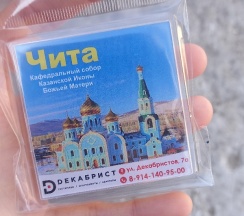 Чита
Кафедральный собор
Казанской Иконы
Божьей Матери
D ДЕКАБРИСТ
ул. Декабристов, 7а
8-914-140-95-00